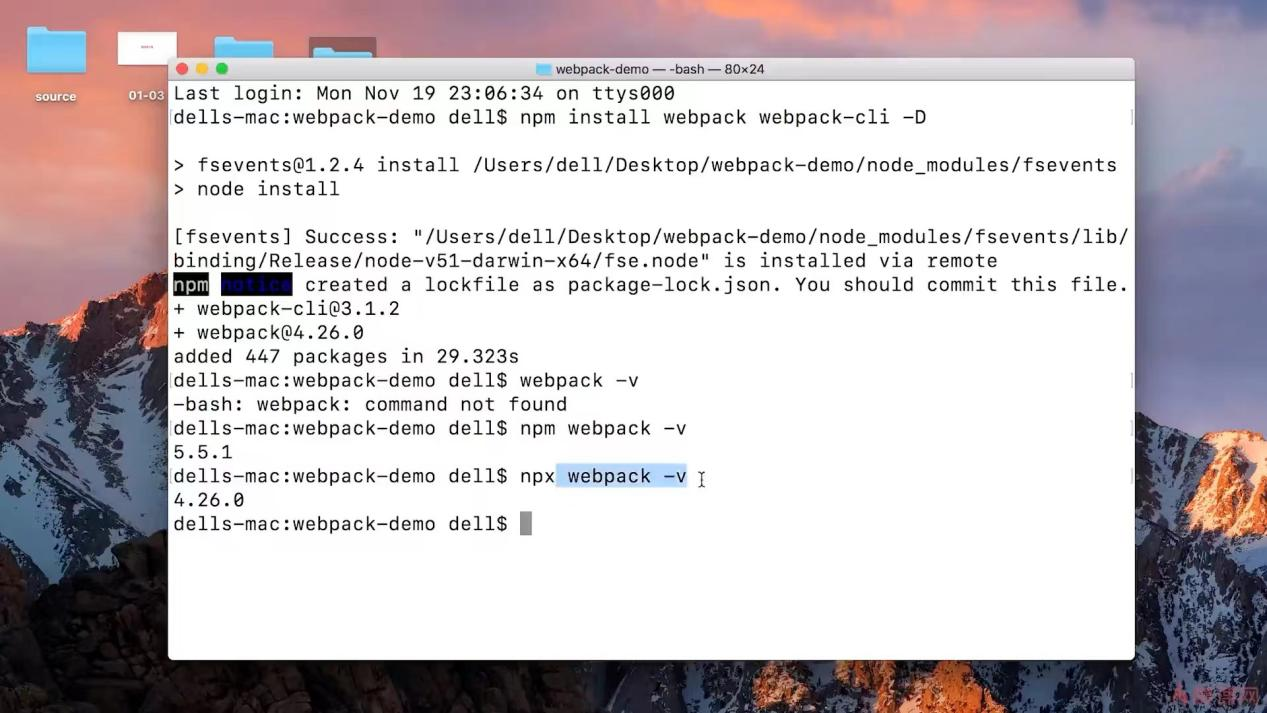 source
01-03
webpack-demo — -bash — 80×24
Last login: Mon Nov 19 23:06:34 on ttys000
[dells-mac:webpack-demo dell$ npm install webpack webpack-cli -D ]
> fsevents@1.2.4 install /Users/dell/Desktop/webpack-demo/node_modules/fsevents
> node install
[fsevents] Success: "/Users/dell/Desktop/webpack-demo/node_modules/fsevents/lib/
binding/Release/node-v51-darwin-x64/fse.node" is installed via remote
npm notice created a lockfile as package-lock.json. You should commit this file.
+ webpack-cli@3.1.2
+ webpack@4.26.0
added 447 packages in 29.323s
[dells-mac:webpack-demo dell$ webpack -v ]
-bash: webpack: command not found
[dells-mac:webpack-demo dell$ npm webpack -v ]
5.5.1
[dells-mac:webpack-demo dell$ npx webpack -v ]
4.26.0
dells-mac:webpack-demo dell$